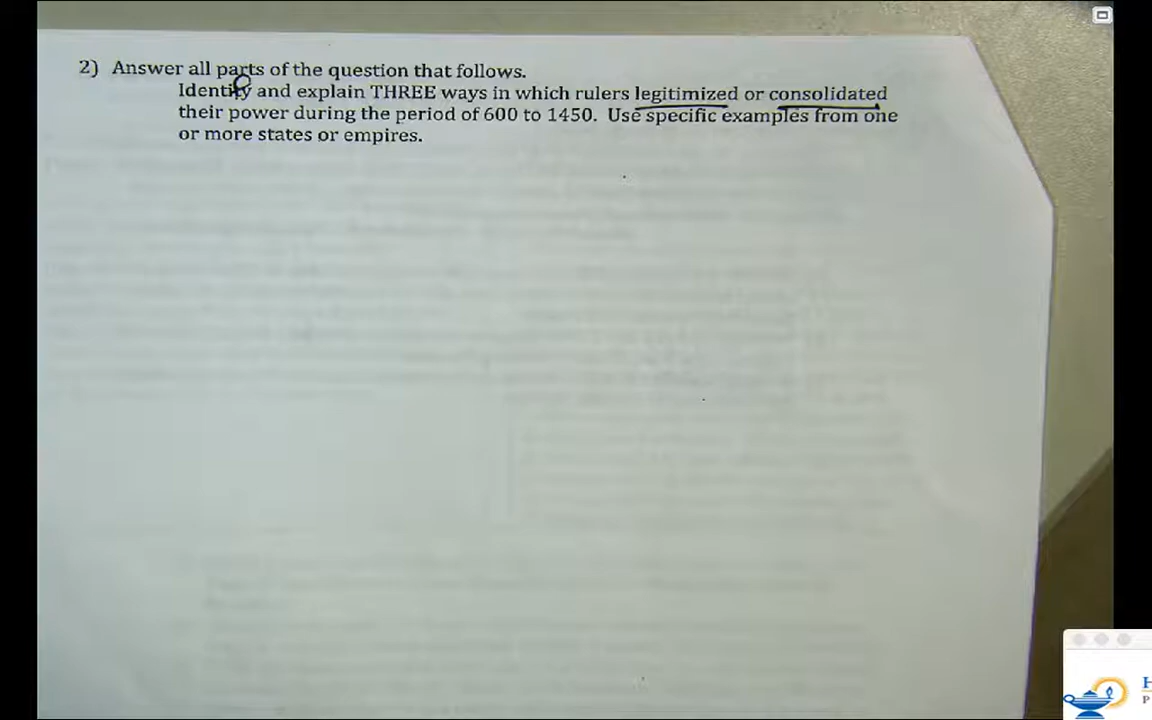 2) Answer all parts of the question that follows.
Identify and explain THREE ways in which rulers legitimized or consolidated
their power during the period of 600 to 1450. Use specific examples from one
or more states or empires.
H
P